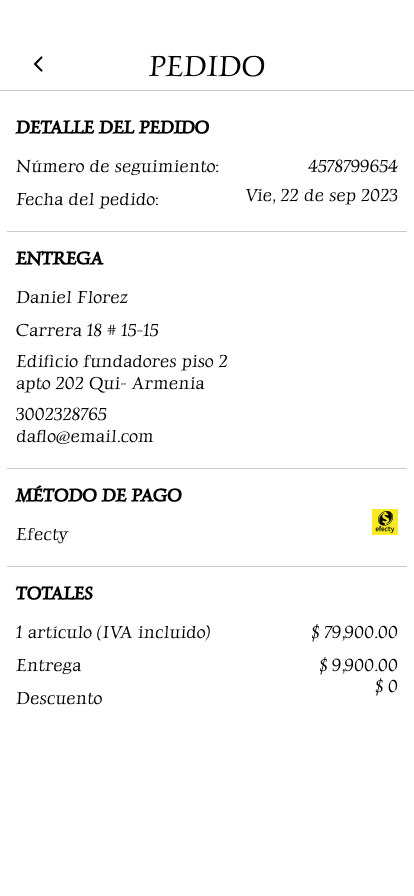 PEDIDO
DETALLE DEL PEDIDO
Número de seguimiento: 4578799654
Fecha del pedido: Vie, 22 de sep 2023
ENTREGA
Daniel Florez
Carrera 18 # 15-15
Edificio fundadores piso 2
apto 202 Qui- Armenia
3002328765
daflo@email.com
MÉTODO DE PAGO
Efecty
efecty
TOTALES
1 artículo (IVA incluido) $ 79,900.00
Entrega $ 9,900.00
Descuento $ 0